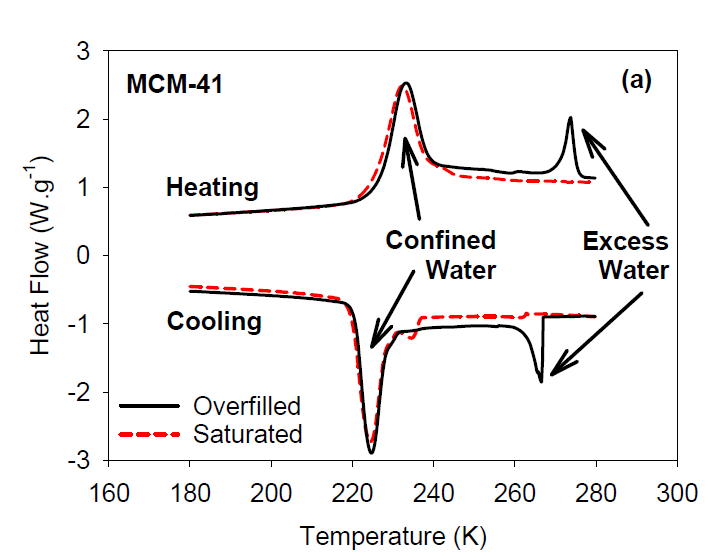 3
MCM-41
(a)
2
Heating
1
Heat Flow (W.g-1)
0
Confined
Water
Excess
Water
Cooling
-1
-2
Overfilled
Saturated
-3
160 180 200 220 240 260 280 300
Temperature (K)